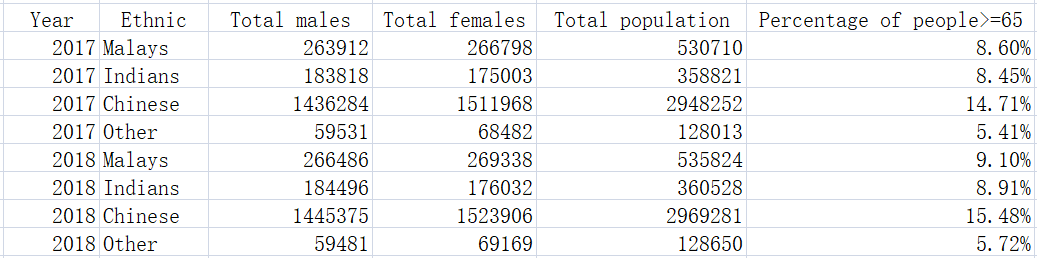 Year Ethnic Total males Total females Total population Percentage of people>=65
2017 Malays 263912 266798 530710 8.60%
2017 Indians 183818 175003 358821 8.45%
2017 Chinese 1436284 1511968 2948252 14.71%
2017 Other 59531 68482 128013 5.41%
2018 Malays 266486 269338 535824 9.10%
2018 Indians 184496 176032 360528 8.91%
2018 Chinese 1445375 1523906 2969281 15.48%
2018 Other 59481 69169 128650 5.72%